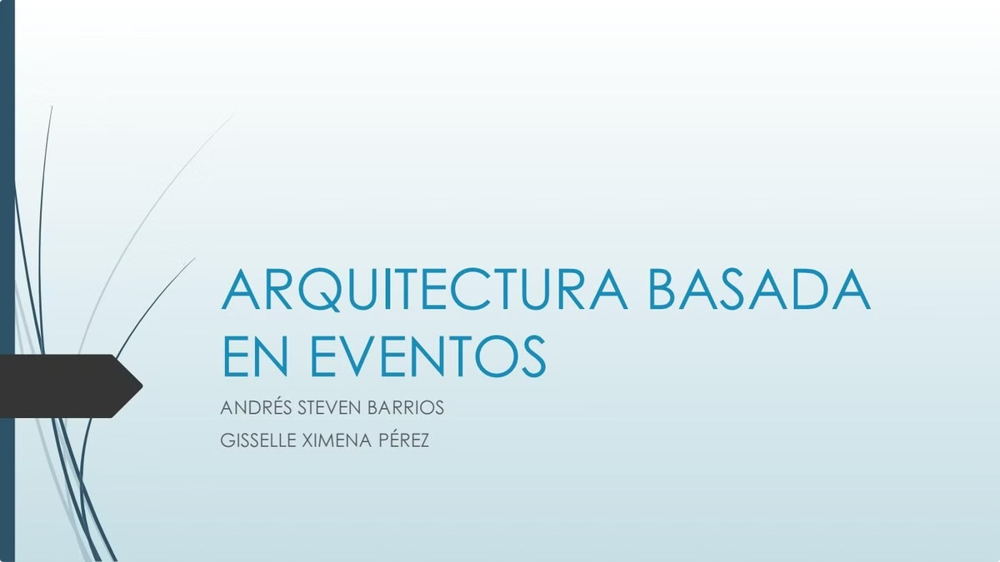 ARQUITECTURA BASADA
EN EVENTOS
ANDRÉS STEVEN BARRIOS
GISSELLE XIMENA PÉREZ